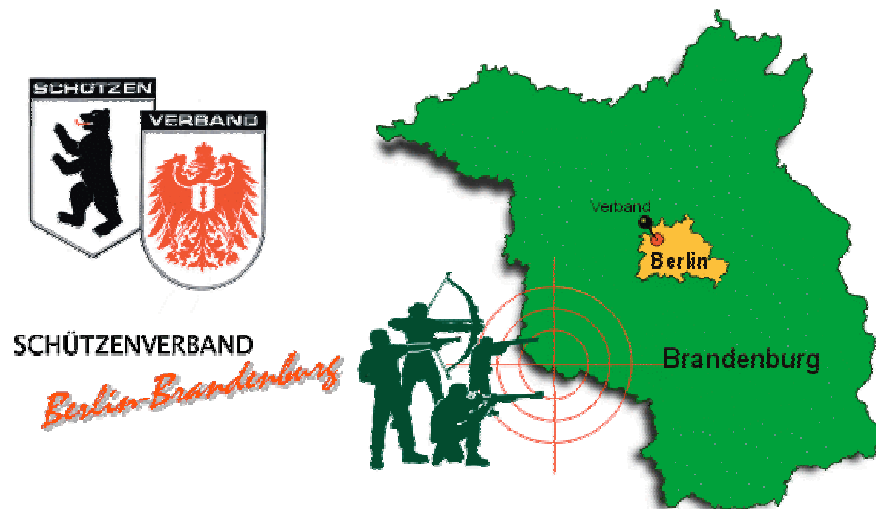 SCHÜTZEN
VERBAND
SCHÜTZENVERBAND
Berlin-Brandenburg
Verband
Berlin
Brandenburg